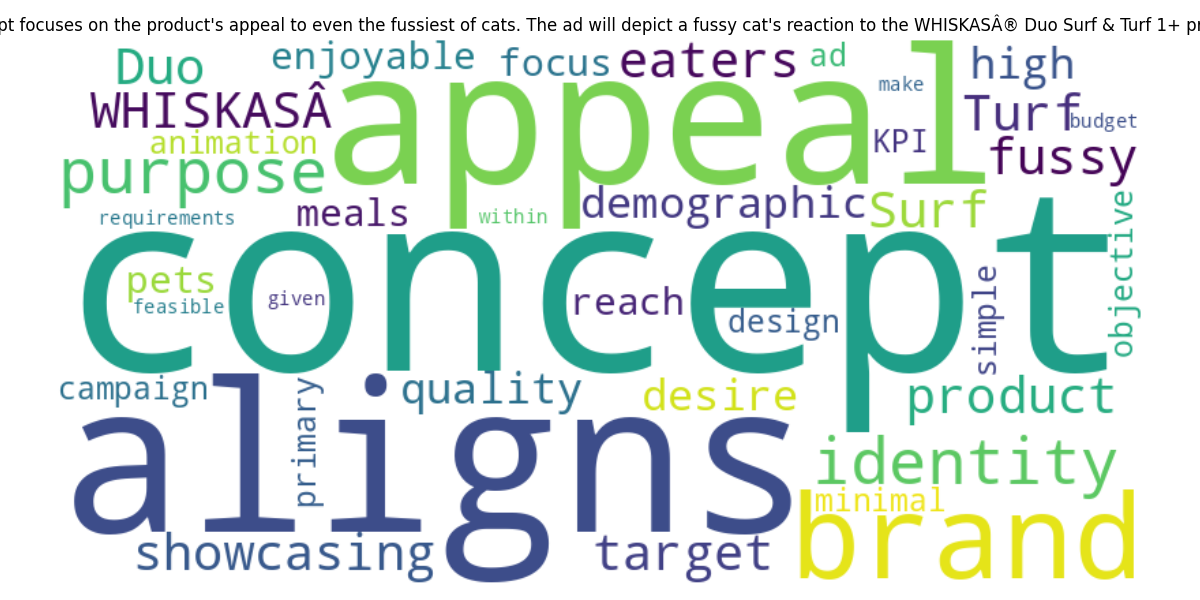 pt focuses on the product's appeal to even the fussiest of cats. The ad will depict a fussy cat's reaction to the WHISKASÂ® Duo Surf & Turf 1+ pr
Duo
enjoyable
focus
eaters
ad
high
make
WHISKASÂ
appeal
Turf
budget
animation
KPI
fussy
purpose
requirements
meals
within
demographic
Surf
objective
concept
pets
feasible
given
reach
design
simple
campaign
primary
quality
desire
product
aligns
identity
minimal
brand
showcasing
target